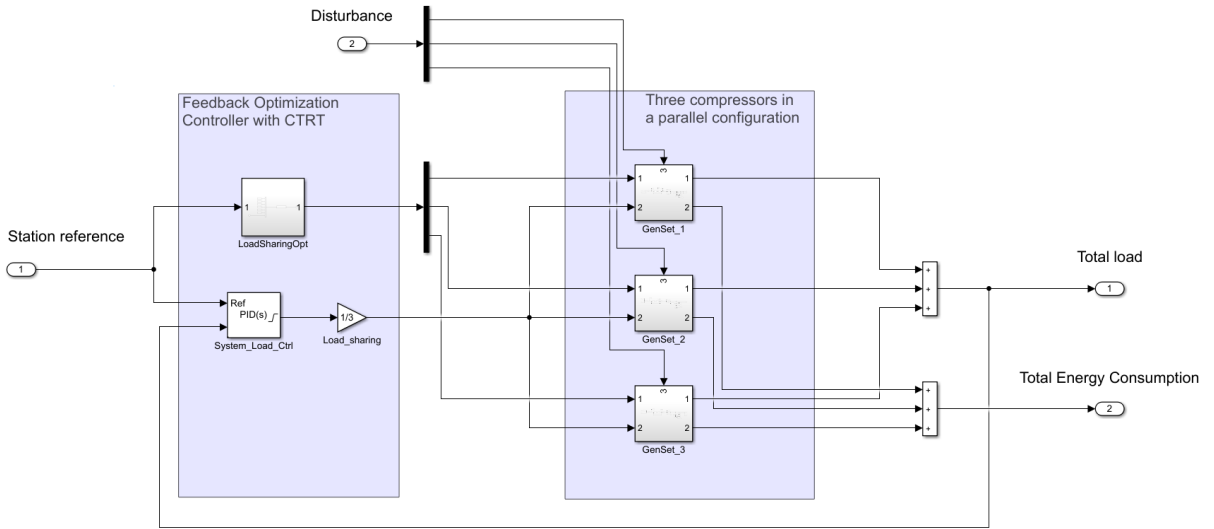 Disturbance
2
Feedback Optimization
Controller with CTRT
Three compressors in
a parallel configuration
3
1 1
2 2
GenSet_1
1 1
LoadSharingOpt
Station reference
1
Total load
+
+
+
1
3
1 1
2 2
GenSet_2
Ref
PID(s)
System_Load_Ctrl
1/3
Load_sharing
Total Energy Consumption
+
+
+
2
3
1 1
2 2
GenSet_3